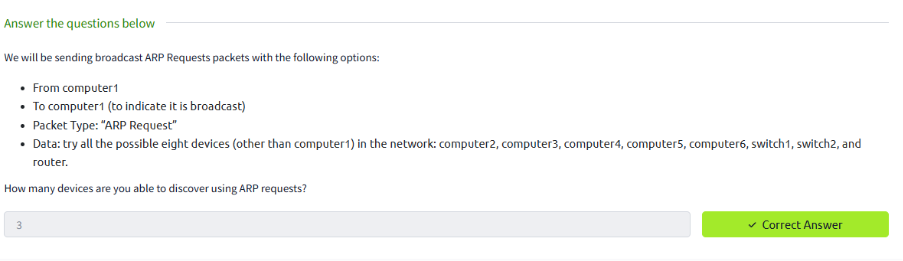 Answer the questions below
We will be sending broadcast ARP Requests packets with the following options:
• From computer1
• To computer1 (to indicate it is broadcast)
• Packet Type: “ARP Request”
• Data: try all the possible eight devices (other than computer1) in the network: computer2, computer3, computer4, computer5, computer6, switch1, switch2, and
router.
How many devices are you able to discover using ARP requests?
3
✓ Correct Answer